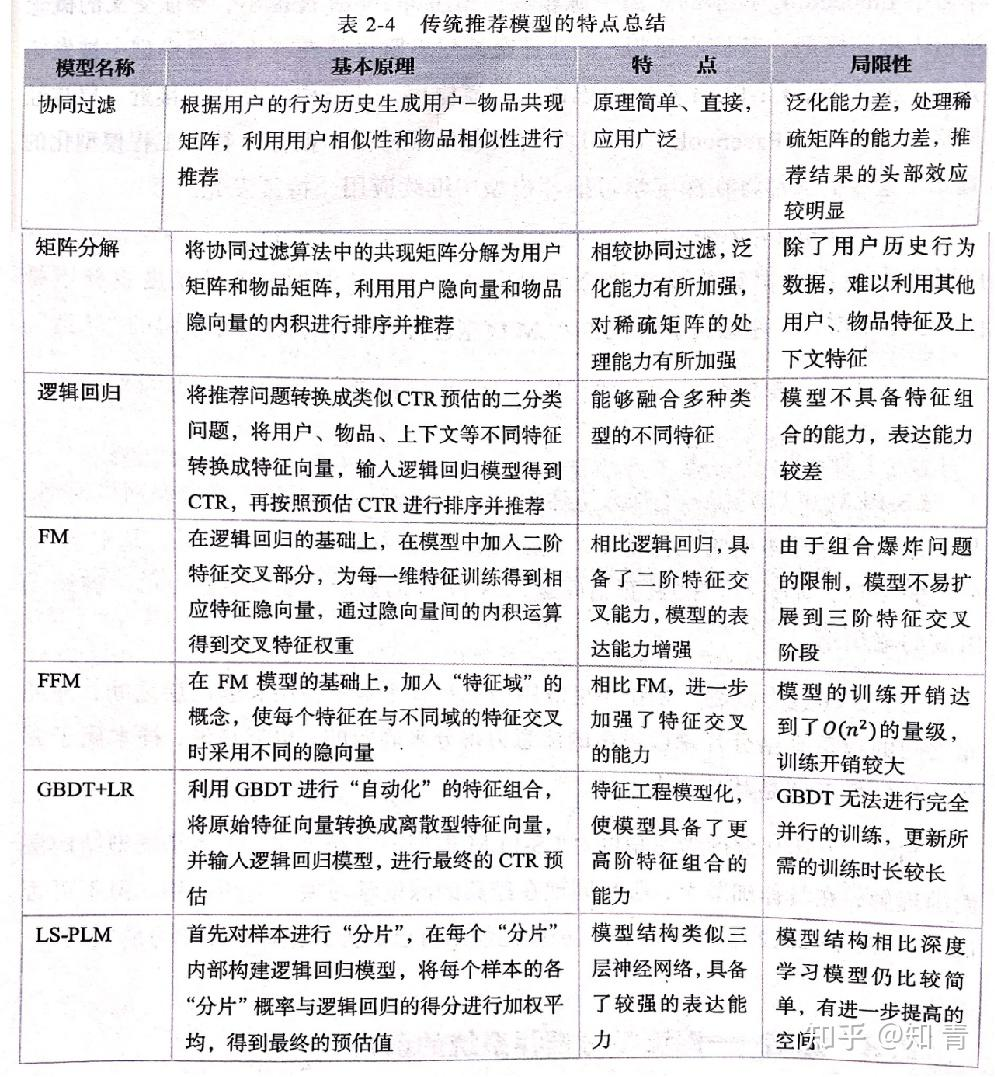 表 2-4 传统推荐模型的特点总结
模型名称 基本原理 特 点 局限性
协同过滤
根据用户的行为历史生成用户-物品共现
矩阵，利用用户相似性和物品相似性进行
推荐
原理简单、直接，
应用广泛
泛化能力差，处理稀
疏矩阵的能力差，推
荐结果的头部效应
较明显
矩阵分解
将协同过滤算法中的共现矩阵分解为用户
矩阵和物品矩阵，利用用户隐向量和物品
隐向量的内积进行排序并推荐
相较协同过滤，泛
化能力有所加强，
对稀疏矩阵的处
理能力有所加强
除了用户历史行为
数据，难以利用其他
用户、物品特征及上
下文特征
逻辑回归
将推荐问题转换成类似CTR预估的二分类
问题，将用户、物品、上下文等不同特征
转换成特征向量，输入逻辑回归模型得到
CTR，再按照预估CTR进行排序并推荐
能够融合多种类
型的不同特征
模型不具备特征组
合的能力，表达能力
较差
FM
在逻辑回归的基础上，在模型中加入二阶
特征交叉部分，为每一维特征训练得到相
应特征隐向量，通过隐向量间的内积运算
得到交叉特征权重
相比逻辑回归，具
备了二阶特征交
叉能力，模型的表
达能力增强
由于组合爆炸问题
的限制，模型不易扩
展到三阶特征交叉
阶段
FFM
在 FM 模型的基础上，加入“特征域”的
概念，使每个特征在与不同域的特征交叉
时采用不同的隐向量
相比FM，进一步
加强了特征交叉
的能力
模型的训练开销达
到了O(n²)的量级，
训练开销较大
GBDT+LR
利用GBDT进行“自动化”的特征组合，
将原始特征向量转换成离散型特征向量，
并输入逻辑回归模型，进行最终的CTR预
估
特征工程模型化，
使模型具备了更
高阶特征组合的
能力
GBDT无法进行完全
并行的训练，更新所
需的训练时长较长
LS-PLM
首先对样本进行“分片”，在每个“分片”
内部构建逻辑回归模型，将每个样本的各
“分片”概率与逻辑回归的得分进行加权平
均，得到最终的预估值
模型结构类似三
层神经网络，具备
了较强的表达能
力
模型结构相比深度
学习模型仍比较简
单，有进一步提高的
空间
知乎 @知青